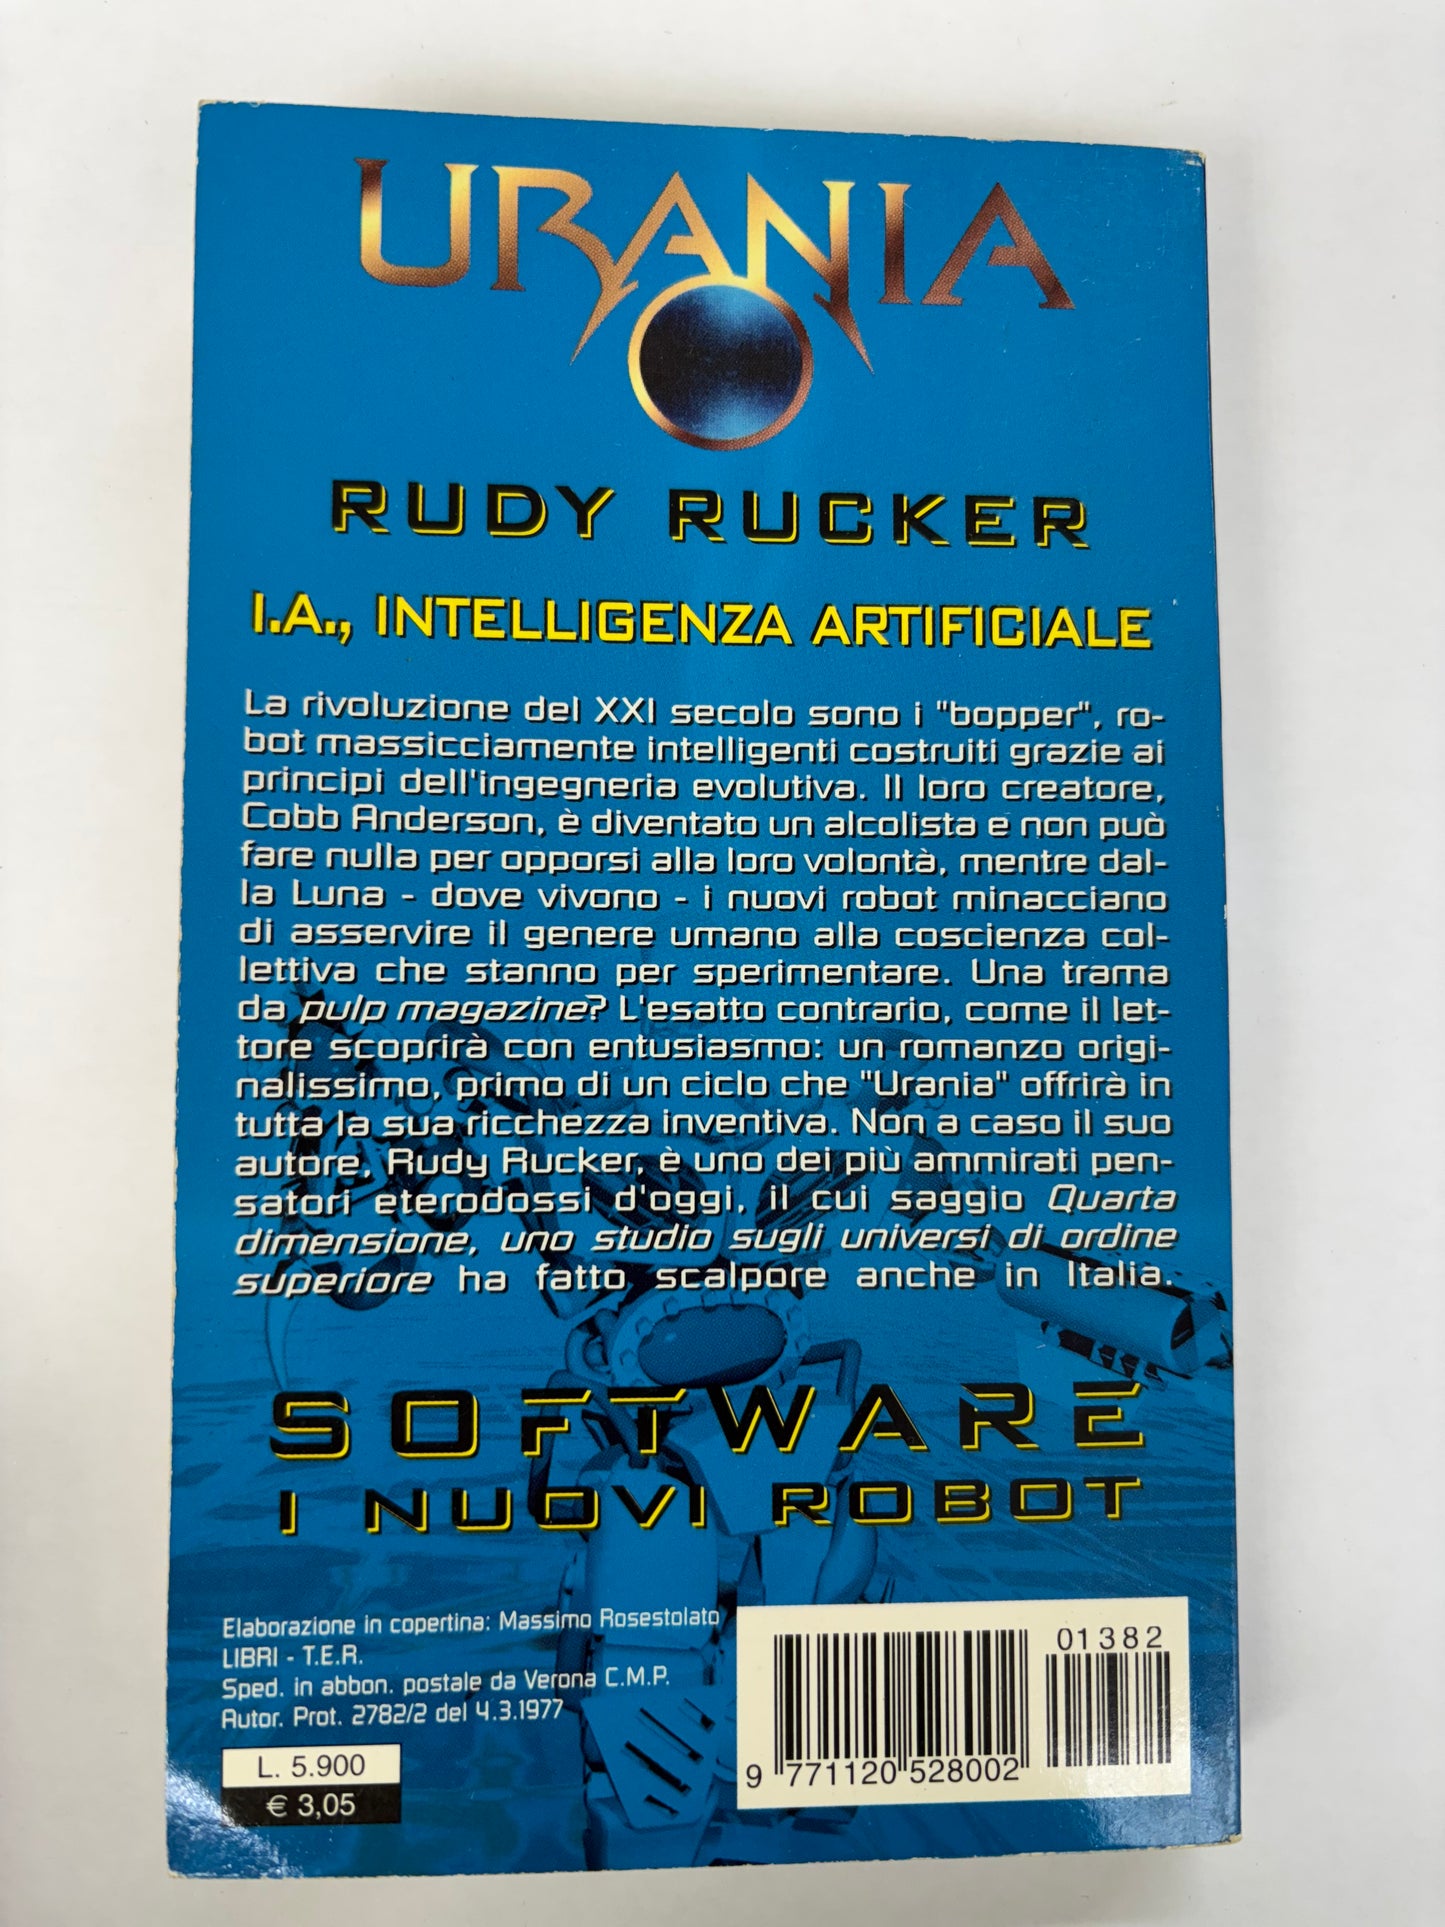 URANIA
RUDY RUCKER
I.A., INTELLIGENZA ARTIFICIALE
La rivoluzione del XXI secolo sono i "bopper", ro-
bot massicciamente intelligenti costruiti grazie ai
principi dell'ingegneria evolutiva. Il loro creatore,
Cobb Anderson, è diventato un alcolista e non può
fare nulla per opporsi alla loro volontà, mentre dal-
la Luna - dove vivono - i nuovi robot minacciano
di asservire il genere umano alla coscienza col-
lettiva che stanno per sperimentare. Una trama
da pulp magazine? L'esatto contrario, come il let-
tore scoprirà con entusiasmo: un romanzo origi-
nalissimo, primo di un ciclo che "Urania" offrirà in
tutta la sua ricchezza inventiva. Non a caso il suo
autore, Rudy Rucker, è uno dei più ammirati pen-
satori eterodossi d'oggi, il cui saggio Quarta
dimensione, uno studio sugli universi di ordine
superiore ha fatto scalpore anche in Italia.
SOFTWARE
I NUOVI ROBOT
Elaborazione in copertina: Massimo Rosestolato
LIBRI - T.E.R.
Sped. in abbon. postale da Verona C.M.P.
Autor. Prot. 2782/2 del 4.3.1977
L. 5.900
€ 3,05
01382
9 771120 528002